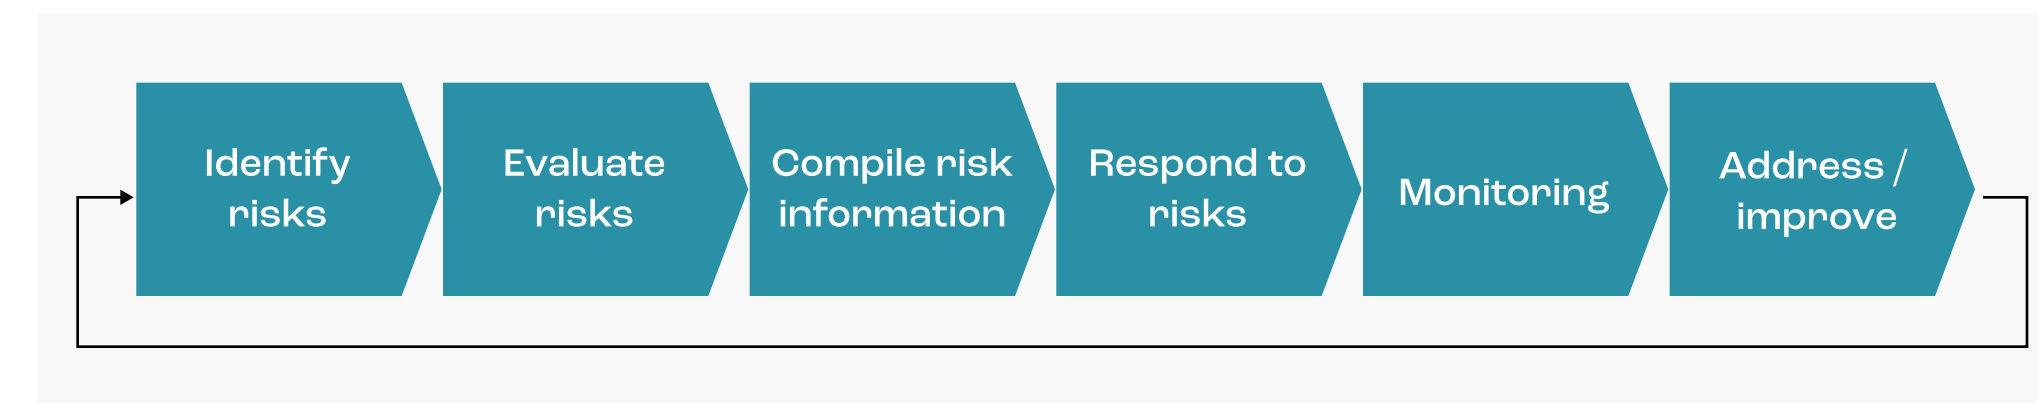 Identify
risks
Evaluate
risks
Compile risk
information
Respond to
risks
Monitoring
Address /
improve